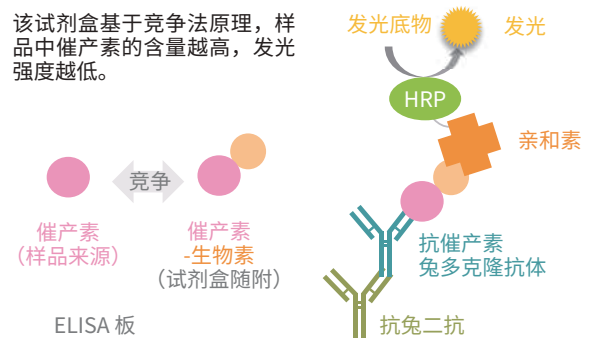 该试剂盒基于竞争法原理，样
品中催产素的含量越高，发光
强度越低。
发光底物
发光
HRP
亲和素
竞争
催产素
（样品来源）
催产素
-生物素
（试剂盒随附）
抗催产素
兔多克隆抗体
ELISA 板
抗兔二抗